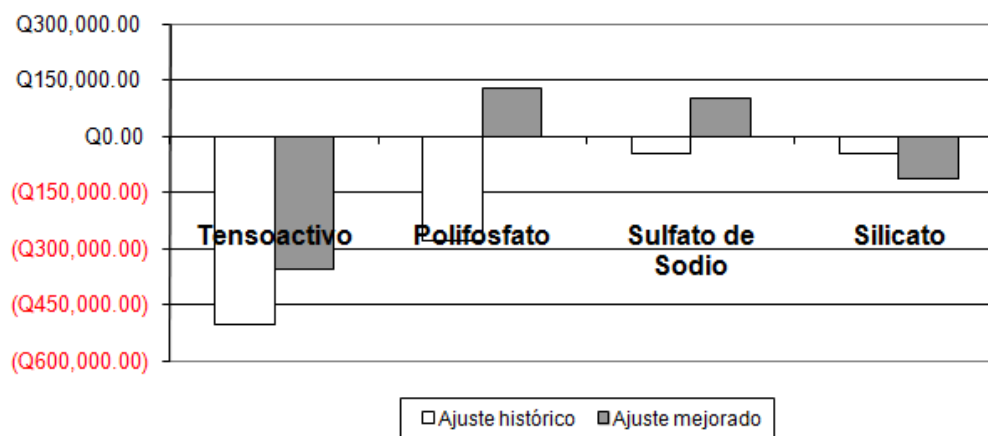 Q300,000.00
Q150,000.00
Q0.00
(Q150,000.00)
(Q300,000.00)
(Q450,000.00)
(Q600,000.00)
Tensoactivo
Polifosfato
Sulfato de
Sodio
Silicato
Ajuste histórico
Ajuste mejorado